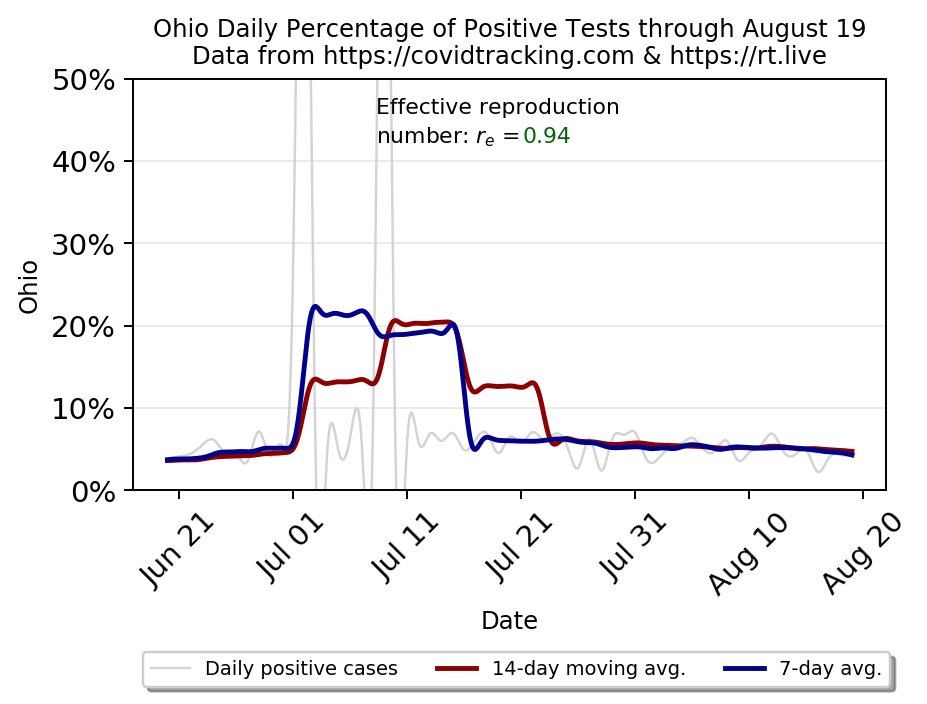 Ohio Daily Percentage of Positive Tests through August 19
Data from https://covidtracking.com & https://rt.live
50%
Effective reproduction
number: rₑ =0.94
40%
30%
Ohio
20%
10%
0%
Jun 21
Jul 01
Jul 11
Jul 21
Jul 31
Aug 10
Aug 20
Date
Daily positive cases
14-day moving avg.
7-day avg.